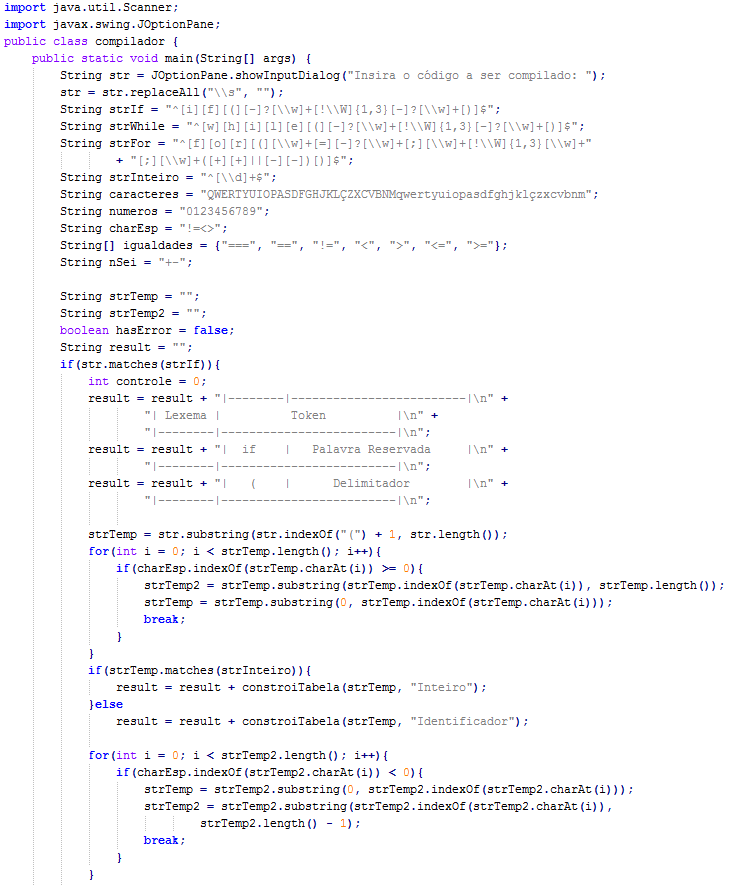 import java.util.Scanner;
import javax.swing.JOptionPane;
public class compilador {
    public static void main(String[] args) {
        String str = JOptionPane.showInputDialog("Insira o código a ser compilado: ");
        str = str.replaceAll("\\s", "");
        String strIf = "^[i][f][(][-]?[\\w]+[!\\W]{1,3}[-]?[\\w]+[)]$";
        String strWhile = "^[w][h][i][l][e][(][-]?[\\w]+[!\\W]{1,3}[-]?[\\w]+[)]$";
        String strFor = "^[f][o][r][(][\\w]+[=][-]?[\\w]+[;][\\w]+[!\\W]{1,3}[\\w]+"
                + "[;][\\w]+([+][+]||[-][-])[)]$";
        String strInteiro = "^[\\d]+$";
        String caracteres = "QWERTYUIOPASDFGHJKLÇZXCVBNMqwertyuiopasdfghjklçzxcvbnm";
        String numeros = "0123456789";
        String charEsp = "!=<>";
        String[] igualdades = {"===", "==", "!=", "<", ">", "<=", ">="};
        String nSei = "+-";

        String strTemp = "";
        String strTemp2 = "";
        boolean hasError = false;
        String result = "";
        if(str.matches(strIf)){
            int controle = 0;
            result = result + "|--------|-------------------------|\n" +
                    "| Lexema |          Token          |\n" +
                    "|--------|-------------------------|\n";
            result = result + "|  if    |   Palavra Reservada     |\n" +
                    "|--------|-------------------------|\n";
            result = result + "|   (    |      Delimitador        |\n" +
                    "|--------|-------------------------|\n";

            strTemp = str.substring(str.indexOf("(") + 1, str.length());
            for(int i = 0; i < strTemp.length(); i++){
                if(charEsp.indexOf(strTemp.charAt(i)) >= 0){
                    strTemp2 = strTemp.substring(strTemp.indexOf(strTemp.charAt(i)), strTemp.length());
                    strTemp = strTemp.substring(0, strTemp.indexOf(strTemp.charAt(i)));
                    break;
                }
            }
            if(strTemp.matches(strInteiro)){
                result = result + constroiTabela(strTemp, "Inteiro");
            }else
                result = result + constroiTabela(strTemp, "Identificador");

            for(int i = 0; i < strTemp2.length(); i++){
                if(charEsp.indexOf(strTemp2.charAt(i)) < 0){
                    strTemp = strTemp2.substring(0, strTemp2.indexOf(strTemp2.charAt(i)));
                    strTemp2 = strTemp2.substring(strTemp2.indexOf(strTemp2.charAt(i)),
                            strTemp2.length() - 1);
                    break;
                }
            }